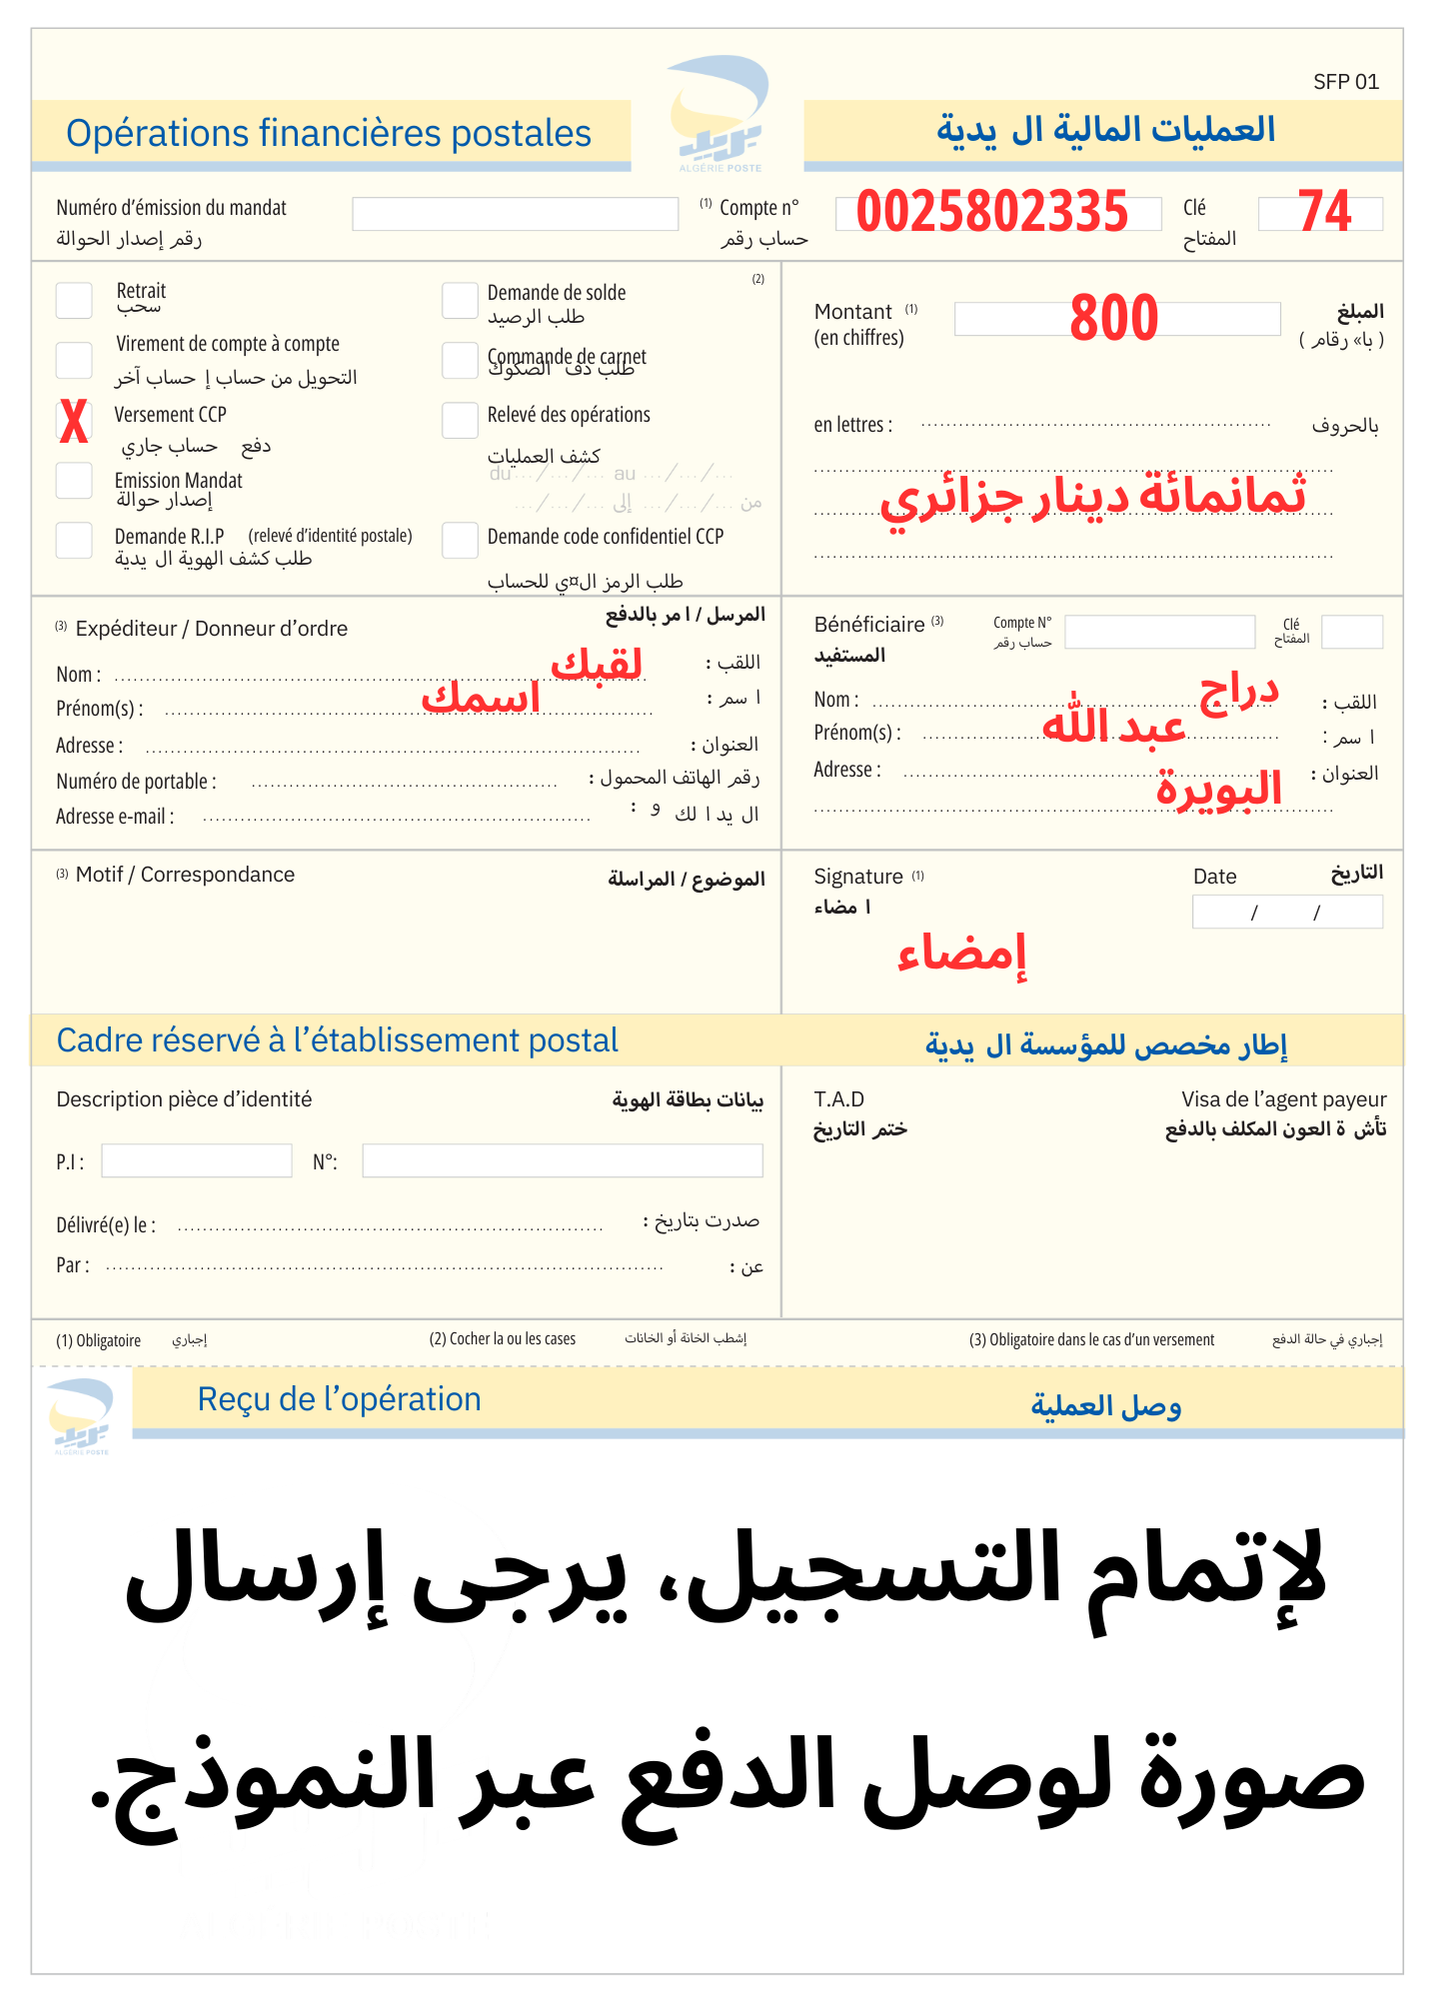 SFP 01
Opérations financières postales
العمليات المالية ال يدية
بريد
ALGÉRIE POSTE
Numéro d'émission du mandat
رقم إصدار الحوالة
(1) Compte n° 0025802335
حساب رقم
Clé 74
المفتاح
(2)
Retrait
سحب
Virement de compte à compte
التحويل من حساب إ حساب آخر
X Versement CCP
دفع حساب جاري
Emission Mandat
إصدار حوالة
Demande R.I.P (relevé d'identité postale)
طلب كشف الهوية ال يدية
Demande de solde
طلب الرصيد
Commande de carnet
طلب دف الصكوك
Relevé des opérations
كشف العمليات
du .../.../... au .../.../...
من .../.../... إلى .../.../...
Demande code confidentiel CCP
طلب الرمز ال¤ي للحساب
Montant (1) 800 المبلغ
(en chiffres) ( با» رقام )
en lettres : بالحروف
ثمانمائة دينار جزائري
(3) Expéditeur / Donneur d'ordre المرسل / ا مر بالدفع
Nom : لقبك اللقب :
Prénom(s) : اسمك ا سم :
Adresse : العنوان :
Numéro de portable : رقم الهاتف المحمول :
Adresse e-mail : ال يد ا لك و :
Bénéficiaire (3)
المستفيد
Compte N°
حساب رقم
Clé
المفتاح
Nom : دراج اللقب :
Prénom(s) : عبد الله ا سم :
Adresse : العنوان :
البويرة
(3) Motif / Correspondance الموضوع / المراسلة
Signature (1)
ا مضاء
إمضاء
Date التاريخ
/ /
Cadre réservé à l'établissement postal إطار مخصص للمؤسسة ال يدية
Description pièce d'identité بيانات بطاقة الهوية
P.I : N°:
Délivré(e) le : صدرت بتاريخ :
Par : عن :
T.A.D
ختم التاريخ
Visa de l'agent payeur
تأش ة العون المكلف بالدفع
(1) Obligatoire إجباري
(2) Cocher la ou les cases إشطب الخانة أو الخانات
(3) Obligatoire dans le cas d'un versement إجباري في حالة الدفع
بريد
ALGÉRIE POSTE
Reçu de l'opération وصل العملية
لإتمام التسجيل، يرجى إرسال
صورة لوصل الدفع عبر النموذج.